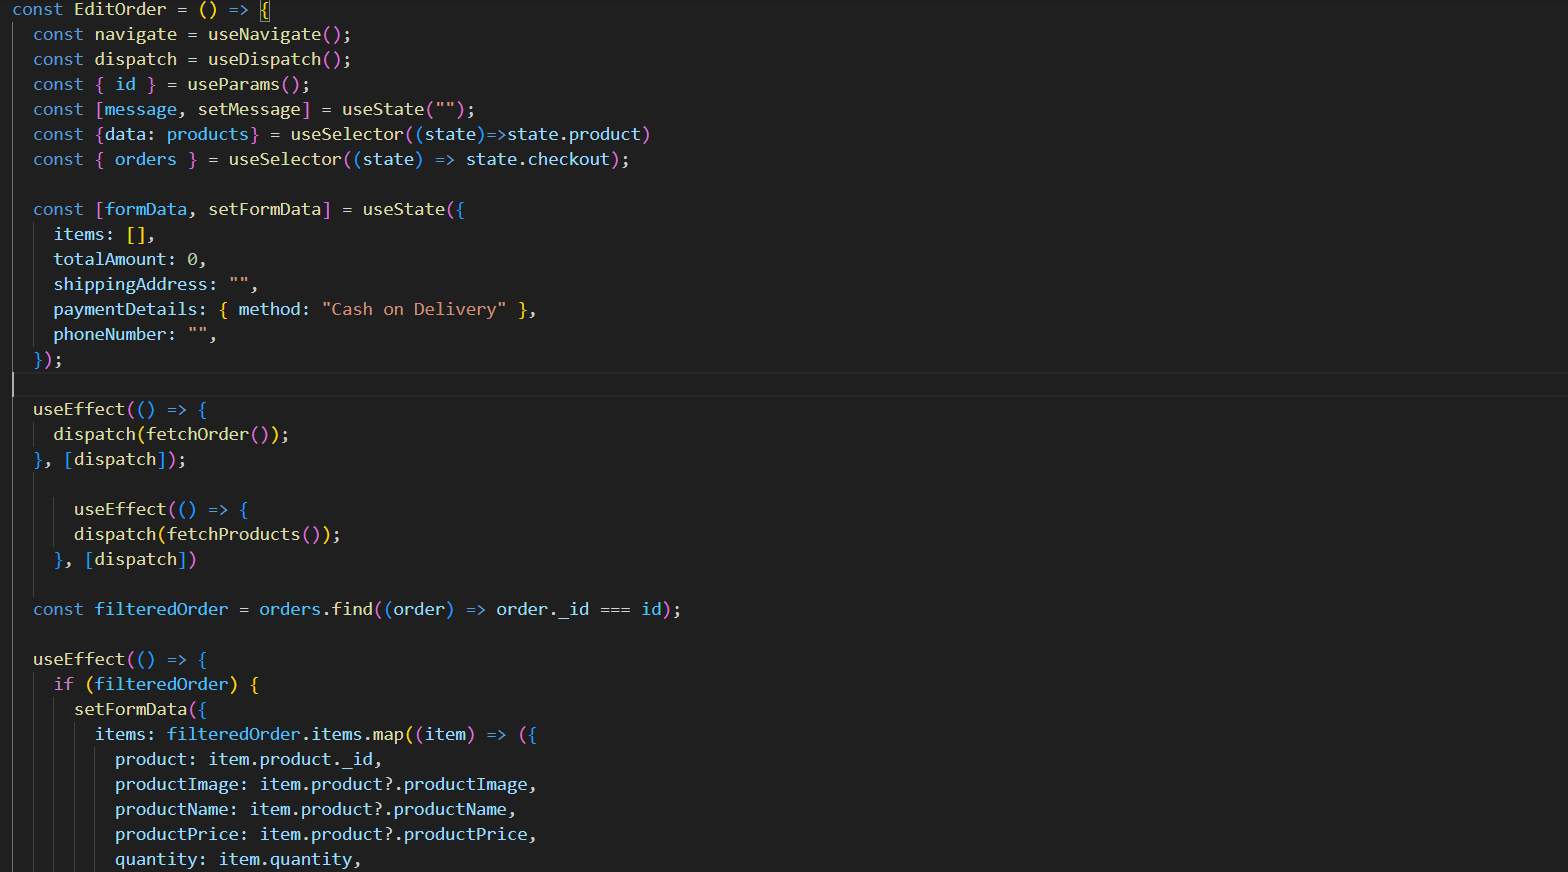 const EditOrder = () => {
  const navigate = useNavigate();
  const dispatch = useDispatch();
  const { id } = useParams();
  const [message, setMessage] = useState("");
  const {data: products} = useSelector((state)=>state.product)
  const { orders } = useSelector((state) => state.checkout);

  const [formData, setFormData] = useState({
    items: [],
    totalAmount: 0,
    shippingAddress: "",
    paymentDetails: { method: "Cash on Delivery" },
    phoneNumber: "",
  });

  useEffect(() => {
    dispatch(fetchOrder());
  }, [dispatch]);

      useEffect(() => {
      dispatch(fetchProducts());
    }, [dispatch])

  const filteredOrder = orders.find((order) => order._id === id);

  useEffect(() => {
    if (filteredOrder) {
      setFormData({
        items: filteredOrder.items.map((item) => ({
          product: item.product._id,
          productImage: item.product?.productImage,
          productName: item.product?.productName,
          productPrice: item.product?.productPrice,
          quantity: item.quantity,